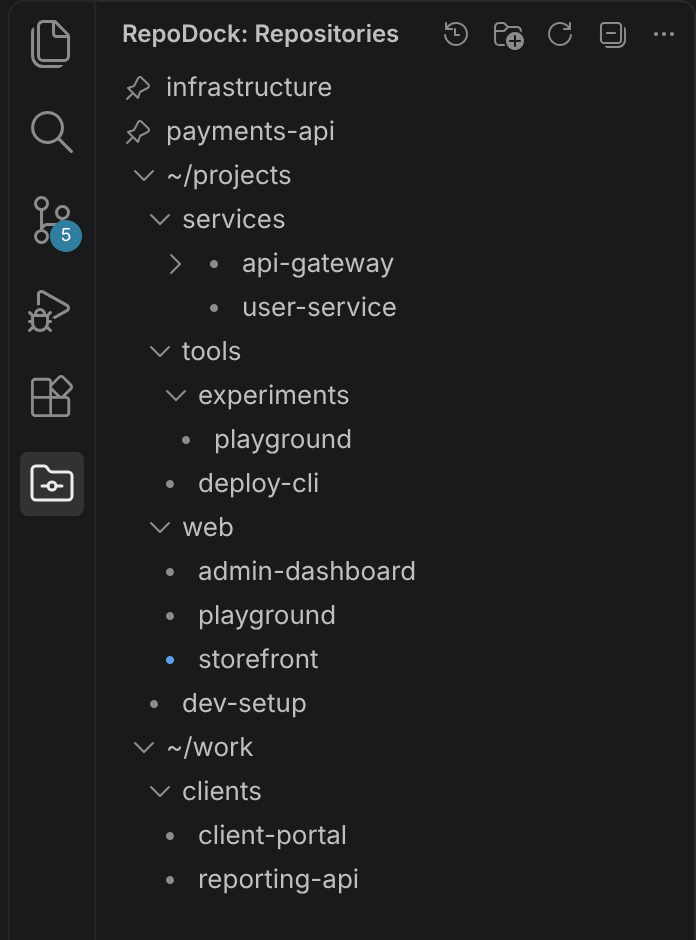 RepoDock: Repositories
infrastructure
payments-api
~/projects
services
api-gateway
5
user-service
tools
experiments
playground
deploy-cli
web
admin-dashboard
playground
storefront
dev-setup
~/work
clients
client-portal
reporting-api